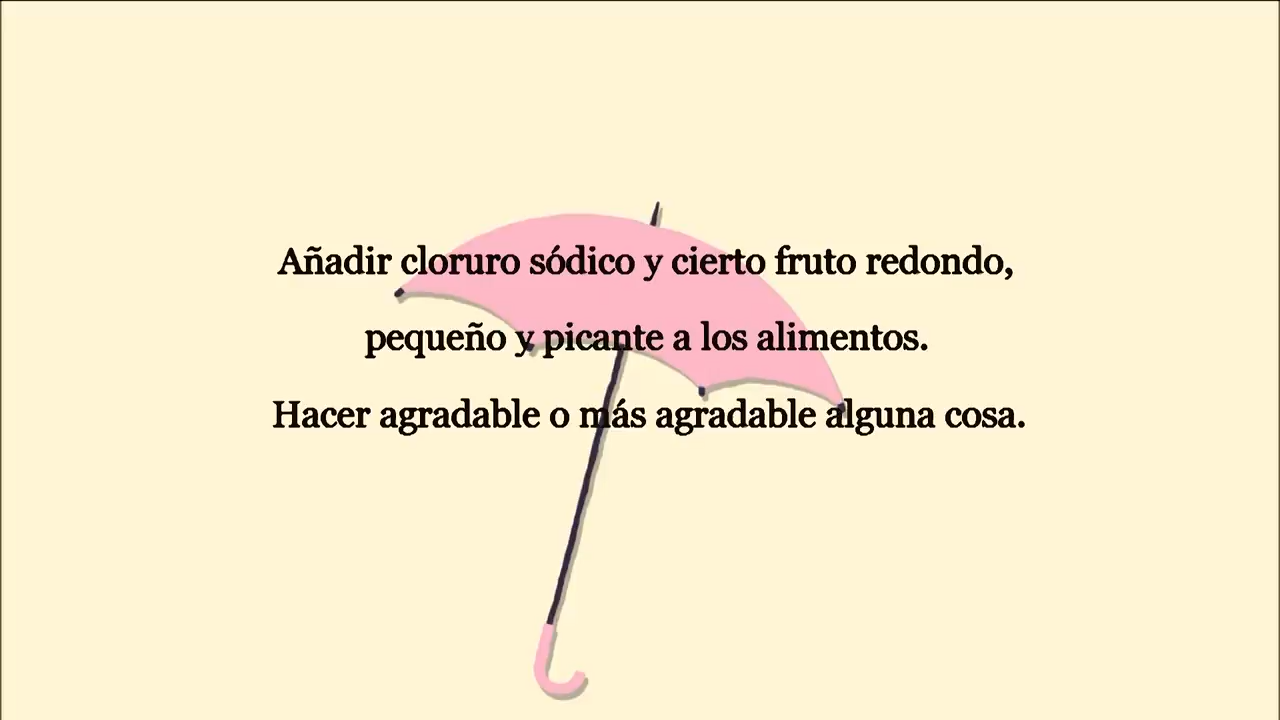 Añadir cloruro sódico y cierto fruto redondo,
pequeño y picante a los alimentos.
Hacer agradable o más agradable alguna cosa.